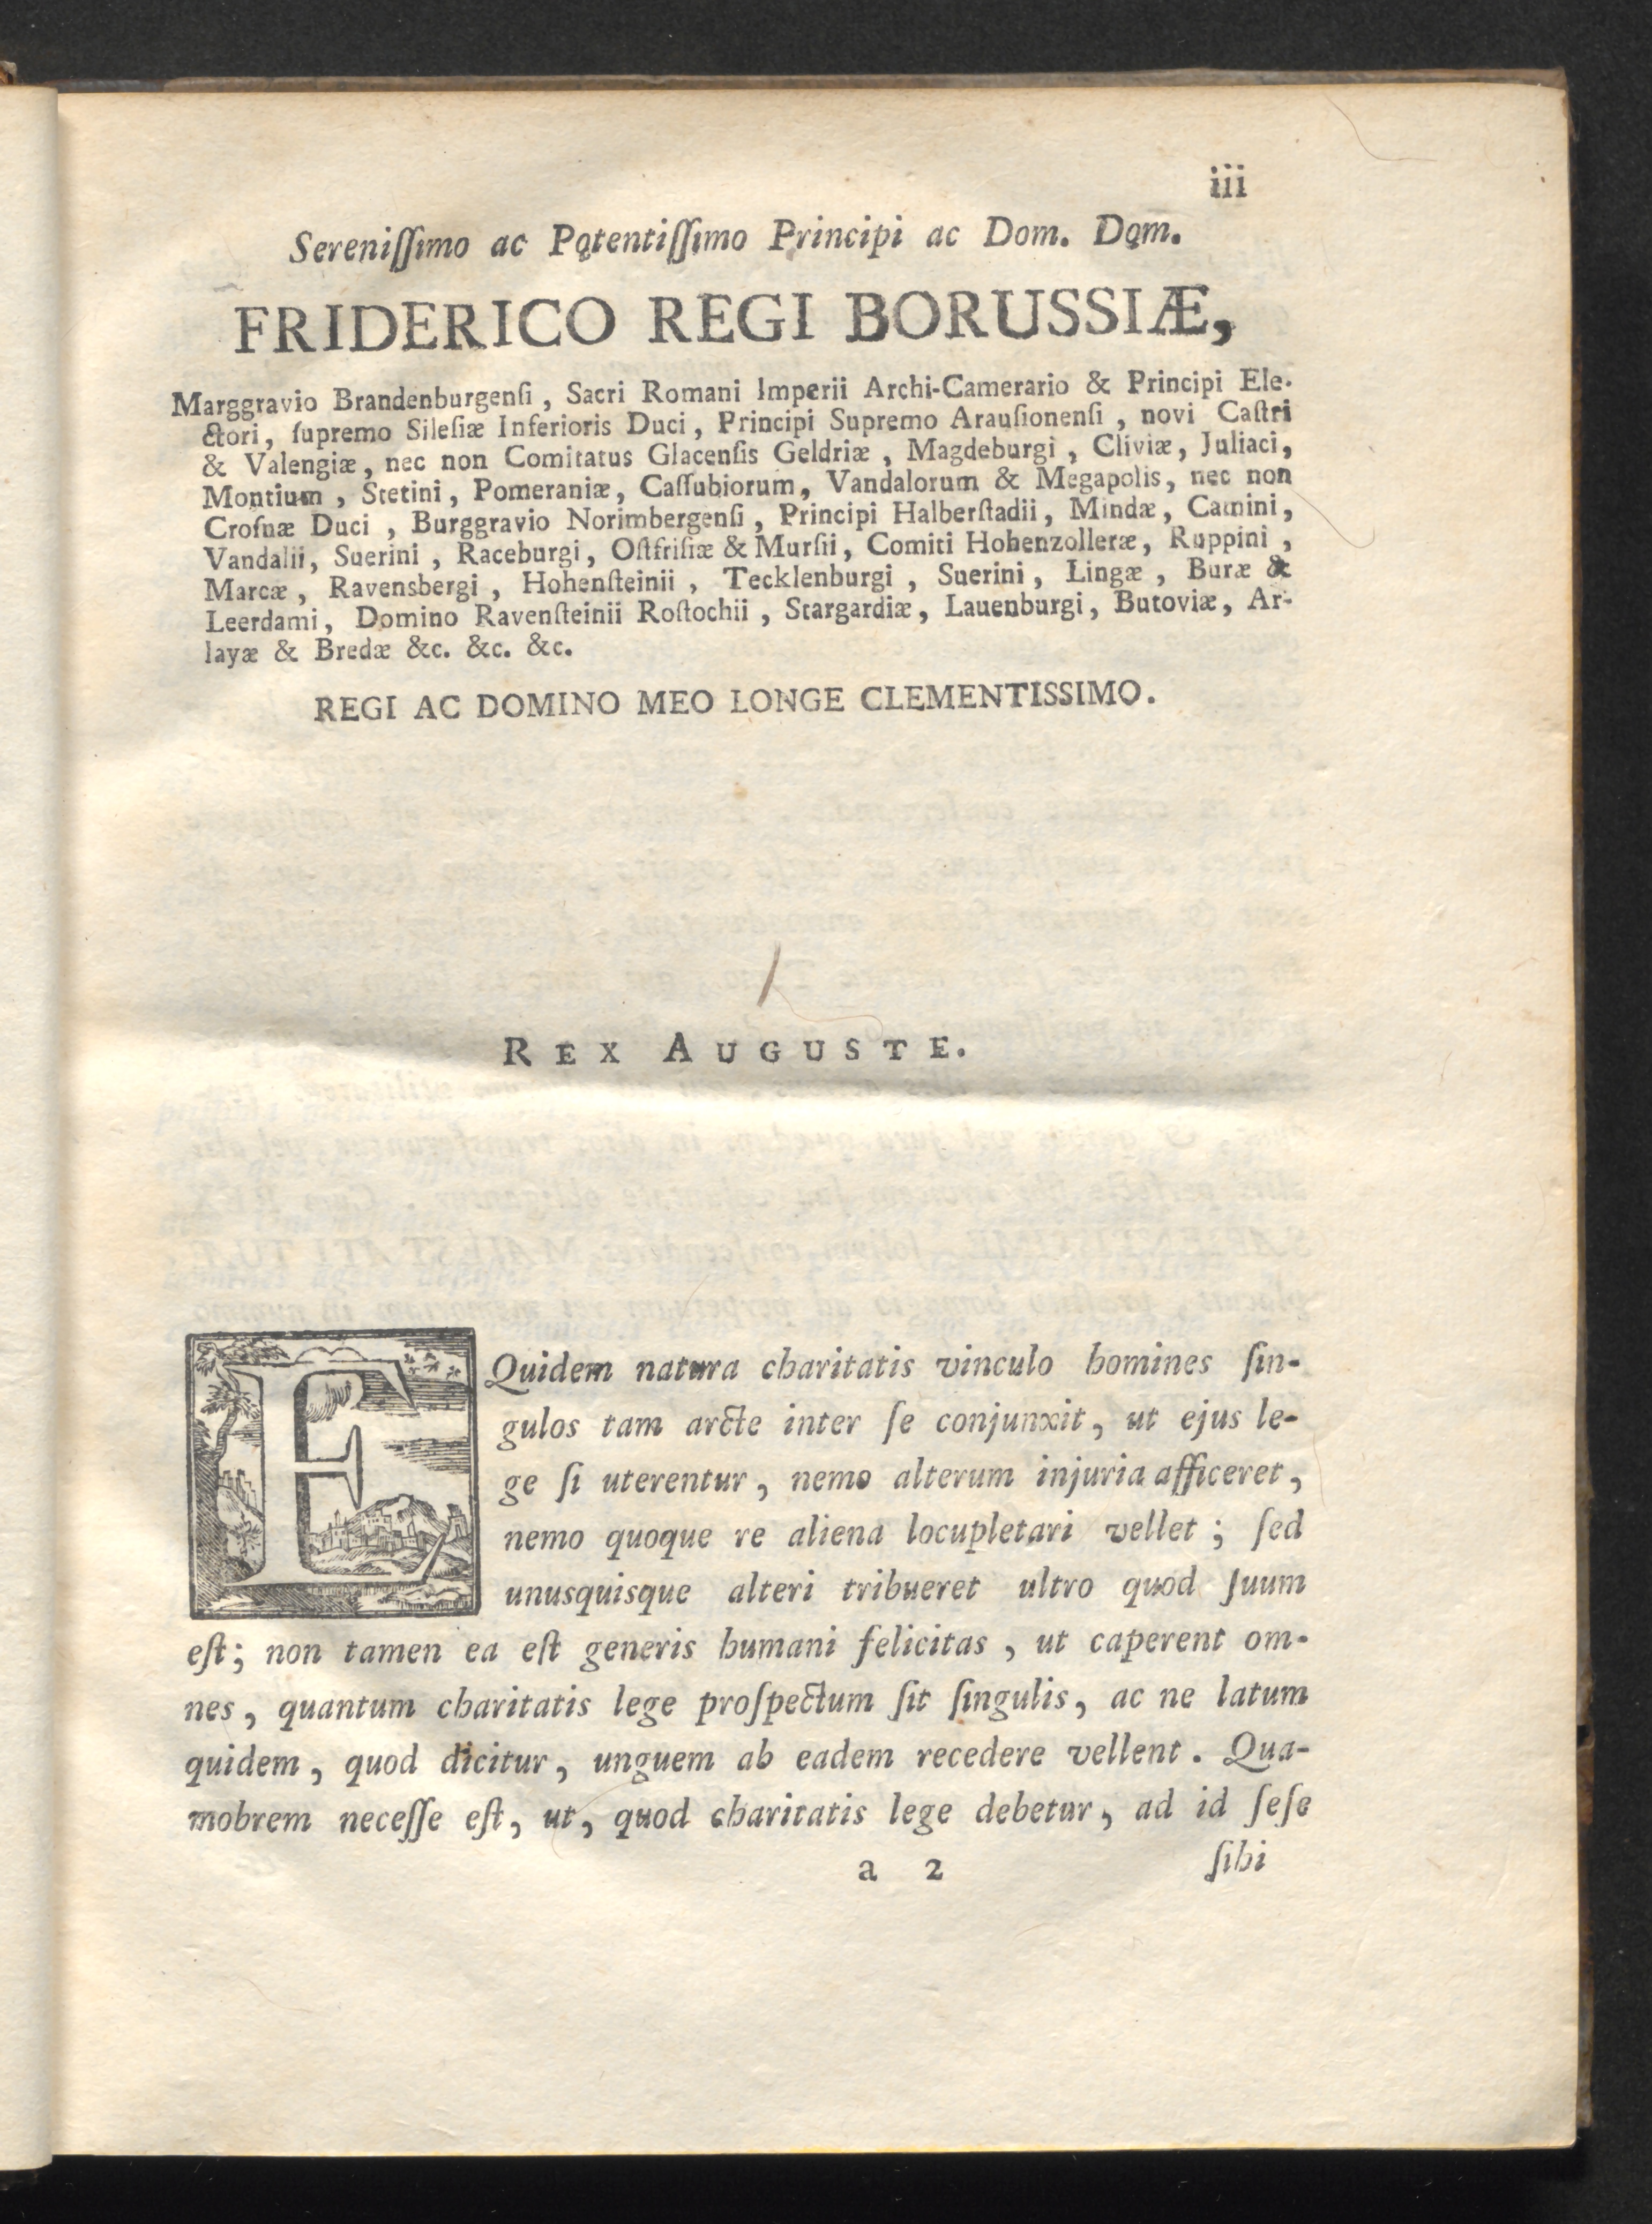 iii
Sereniſſimo ac Potentiſſimo Principi ac Dom. Dom.
FRIDERICO REGI BORUSSIÆ,
Marggravio Brandenburgenſi, Sacri Romani Imperii Archi-Camerario & Principi Ele-
ctori, ſupremo Sileſiæ Inferioris Duci, Principi Supremo Arauſionenſi, novi Caſtri
& Valengiæ, nec non Comitatus Glacenſis Geldriæ, Magdeburgi, Cliviæ, Juliaci,
Montium, Stetini, Pomeraniæ, Caſſubiorum, Vandalorum & Megapolis, nec non
Croſnæ Duci, Burggravio Norimbergenſi, Principi Halberſtadii, Mindæ, Camini,
Vandalii, Suerini, Raceburgi, Oſtfriſiæ & Murſii, Comiti Hohenzolleræ, Ruppini,
Marcæ, Ravensbergi, Hohenſteinii, Tecklenburgi, Suerini, Lingæ, Buræ &
Leerdami, Domino Ravenſteinii Roſtochii, Stargardiæ, Lauenburgi, Butoviæ, Ar-
layæ & Bredæ &c. &c. &c.
REGI AC DOMINO MEO LONGE CLEMENTISSIMO.
REX AUGUSTE.
E Quidem natura charitatis vinculo homines ſin-
gulos tam arcte inter ſe conjunxit, ut ejus le-
ge ſi uterentur, nemo alterum injuria afficeret,
nemo quoque re aliena locupletari vellet; ſed
unusquisque alteri tribueret ultro quod ſuum
eſt; non tamen ea eſt generis humani felicitas, ut caperent om-
nes, quantum charitatis lege proſpectum ſit ſingulis, ac ne latum
quidem, quod dicitur, unguem ab eadem recedere vellent. Qua-
mobrem neceſſe eſt, ut, quod charitatis lege debetur, ad id ſeſe
a 2 ſibi